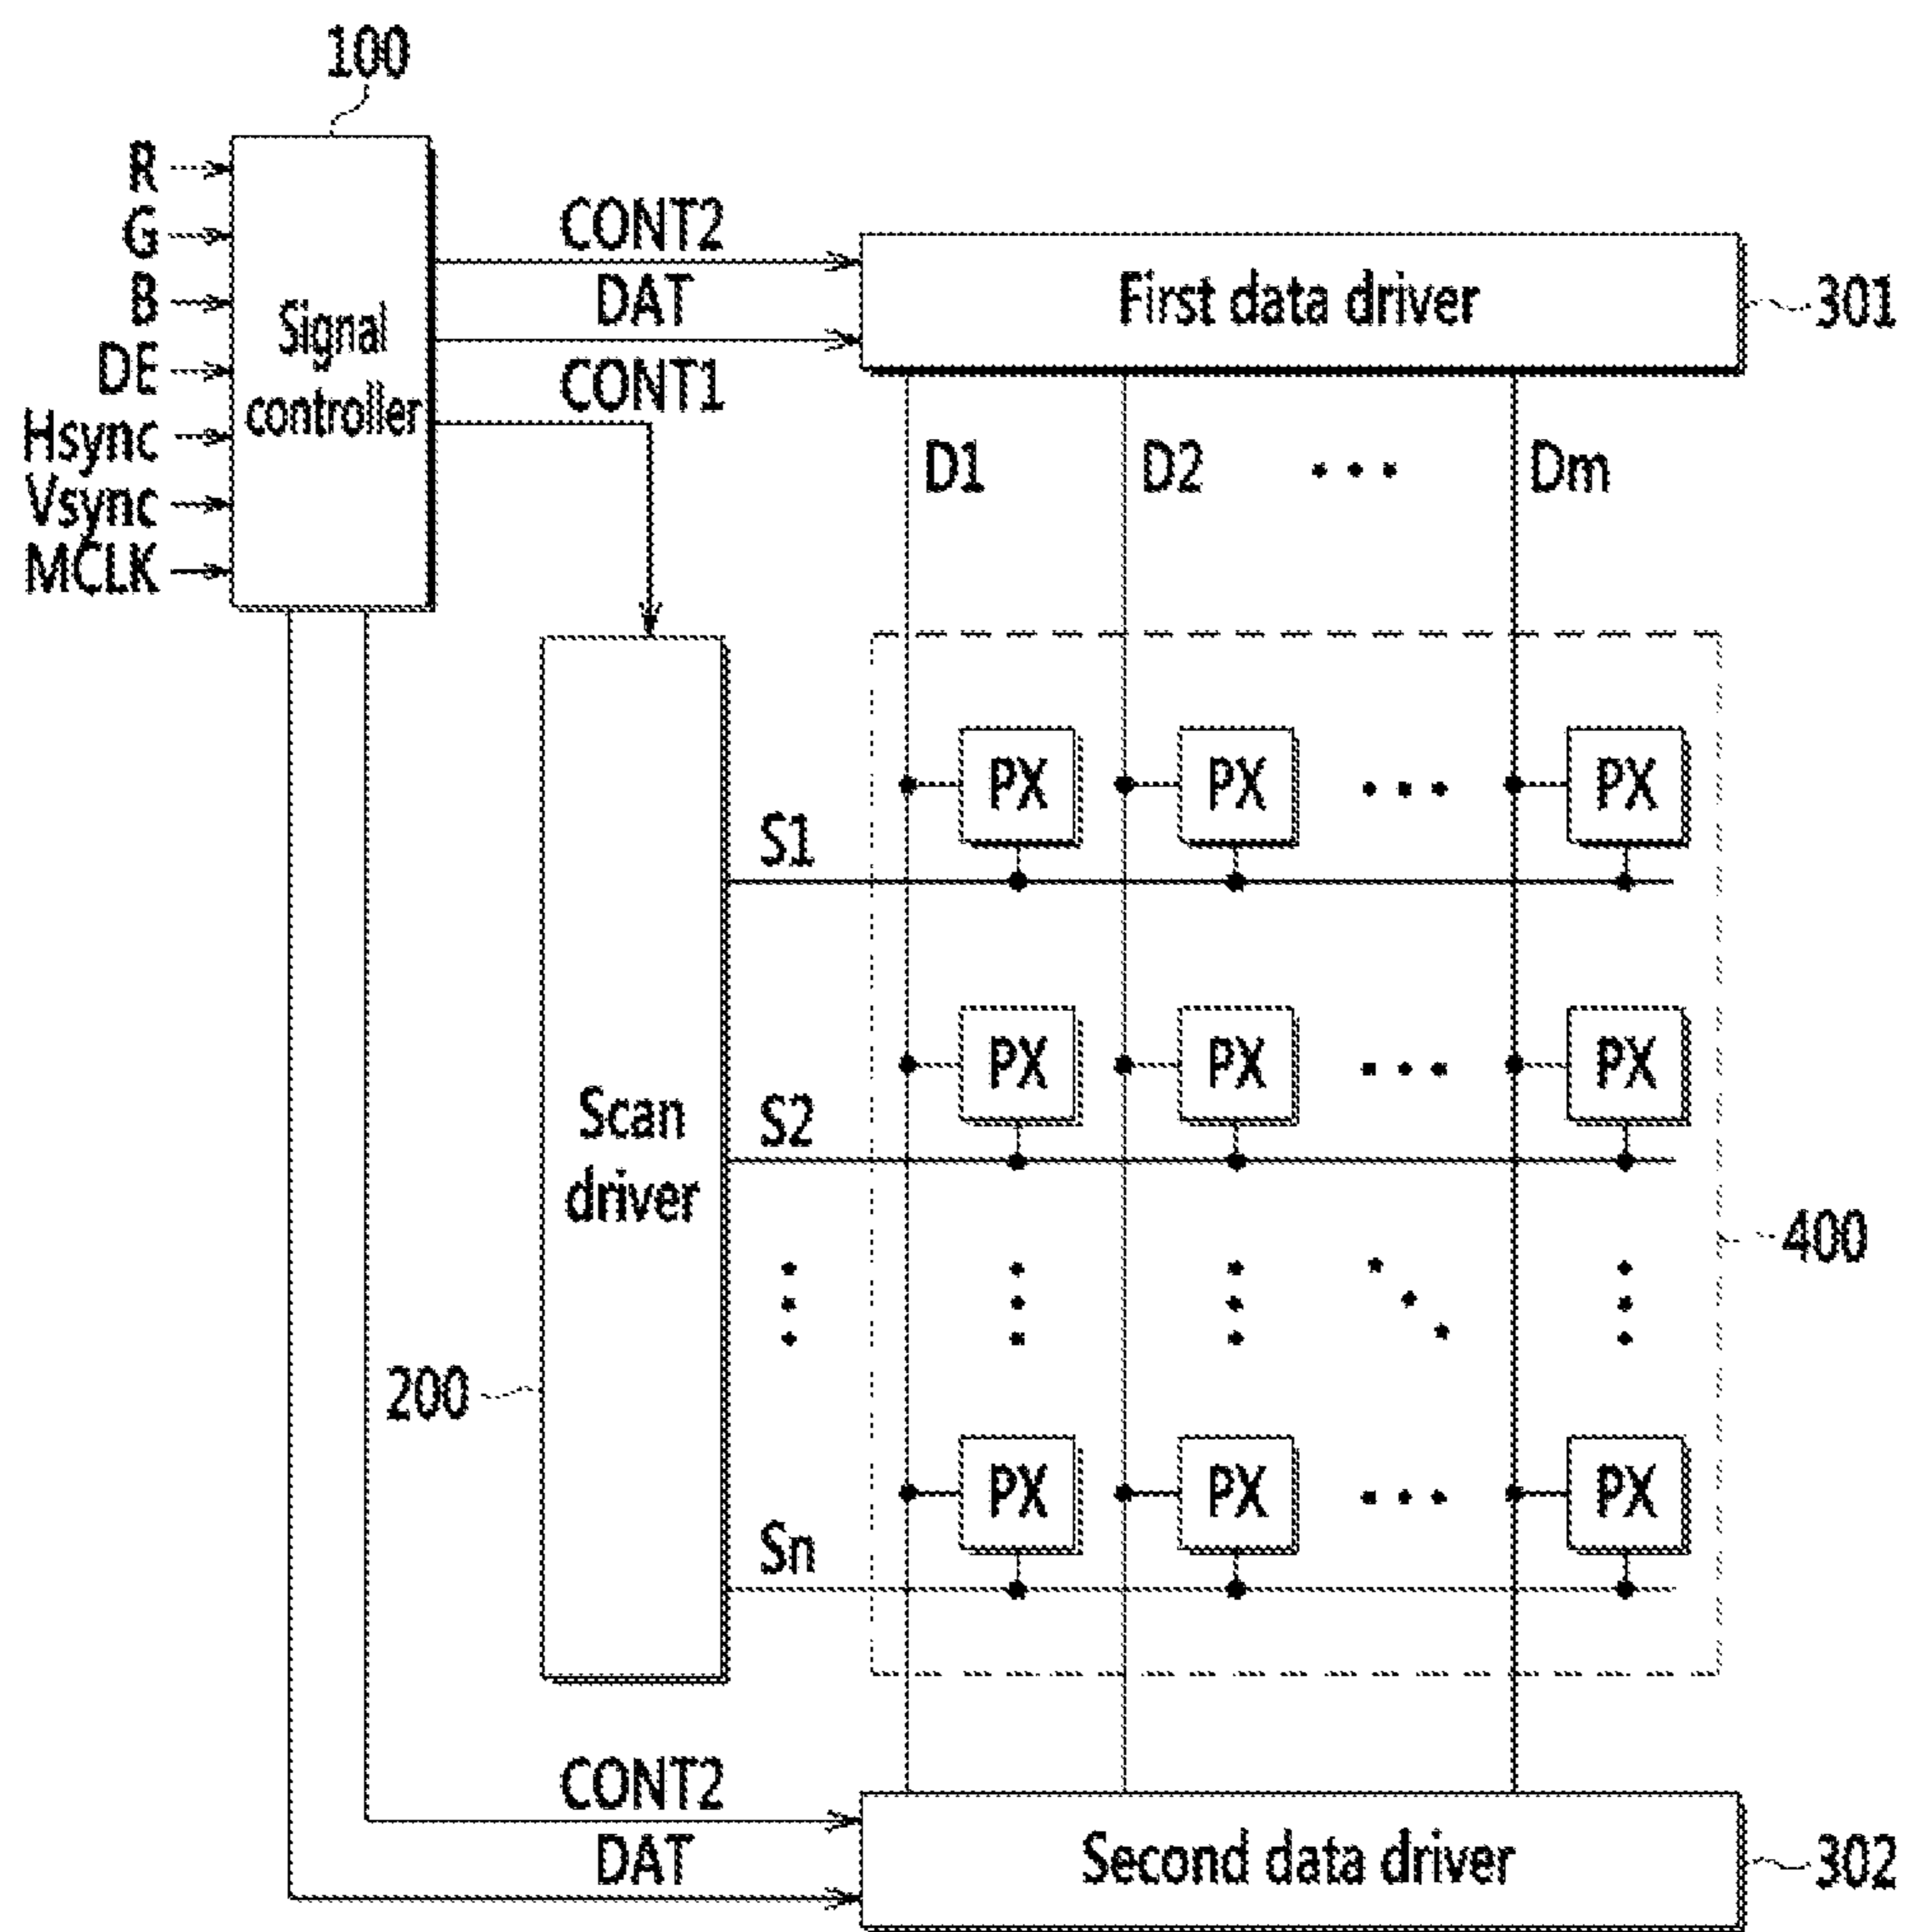 100
R
G
B
DE
Hsync
Vsync
MCLK
Signal
controller
CONT2
DAT
CONT1
First data driver
301
D1 D2 Dm
PX PX PX
S1
PX PX PX
S2
Scan
driver
400
200
PX PX PX
Sn
CONT2
DAT
Second data driver
302